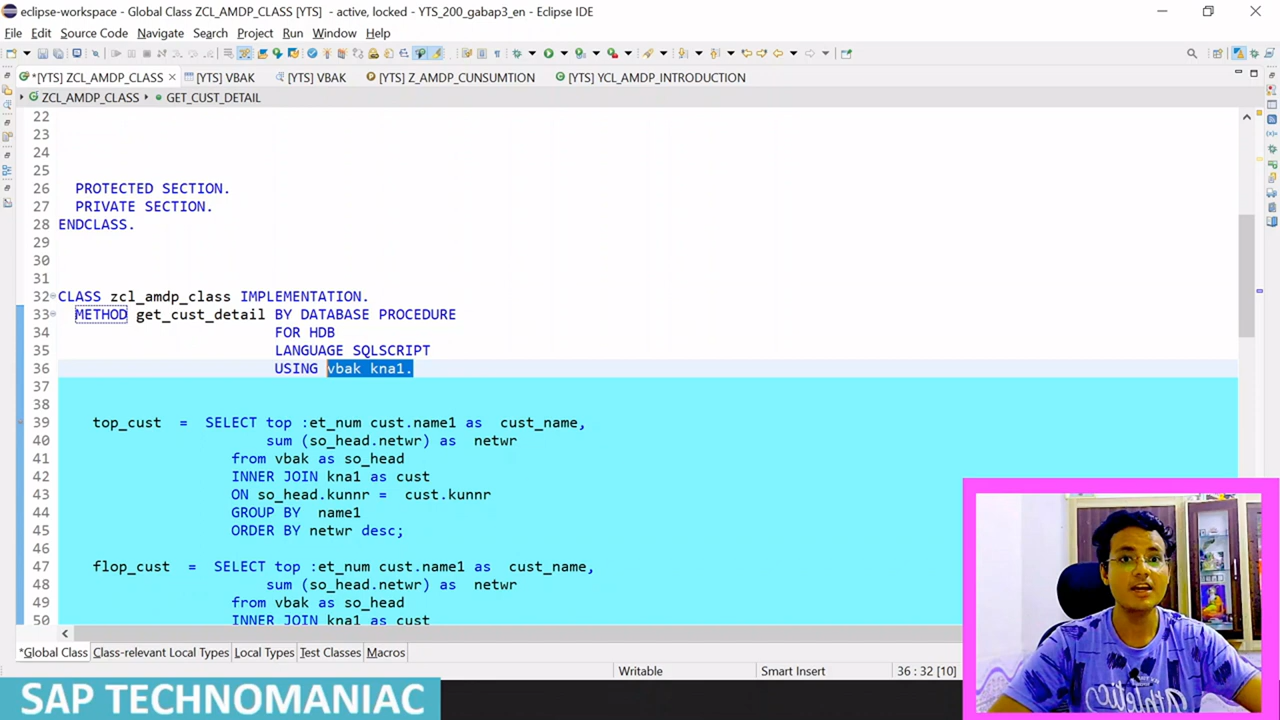 eclipse-workspace - Global Class ZCL_AMDP_CLASS [YTS] - active, locked - YTS_200_gabap3_en - Eclipse IDE
File Edit Source Code Navigate Search Project Run Window Help
*[YTS] ZCL_AMDP_CLASS [YTS] VBAK [YTS] VBAK [YTS] Z_AMDP_CUNSUMTION [YTS] YCL_AMDP_INTRODUCTION
ZCL_AMDP_CLASS GET_CUST_DETAIL
22
23
24
25
26 PROTECTED SECTION.
27 PRIVATE SECTION.
28 ENDCLASS.
29
30
31
32 CLASS zcl_amdp_class IMPLEMENTATION.
33 METHOD get_cust_detail BY DATABASE PROCEDURE
34 FOR HDB
35 LANGUAGE SQLSCRIPT
36 USING vbak kna1.
37
38
39 top_cust = SELECT top :et_num cust.name1 as cust_name,
40 sum (so_head.netwr) as netwr
41 from vbak as so_head
42 INNER JOIN kna1 as cust
43 ON so_head.kunnr = cust.kunnr
44 GROUP BY name1
45 ORDER BY netwr desc;
46
47 flop_cust = SELECT top :et_num cust.name1 as cust_name,
48 sum (so_head.netwr) as netwr
49 from vbak as so_head
50 INNER JOIN kna1 as cust
*Global Class Class-relevant Local Types Local Types Test Classes Macros
Writable Smart Insert 36 : 32 [10]
SAP TECHNOMANIAC